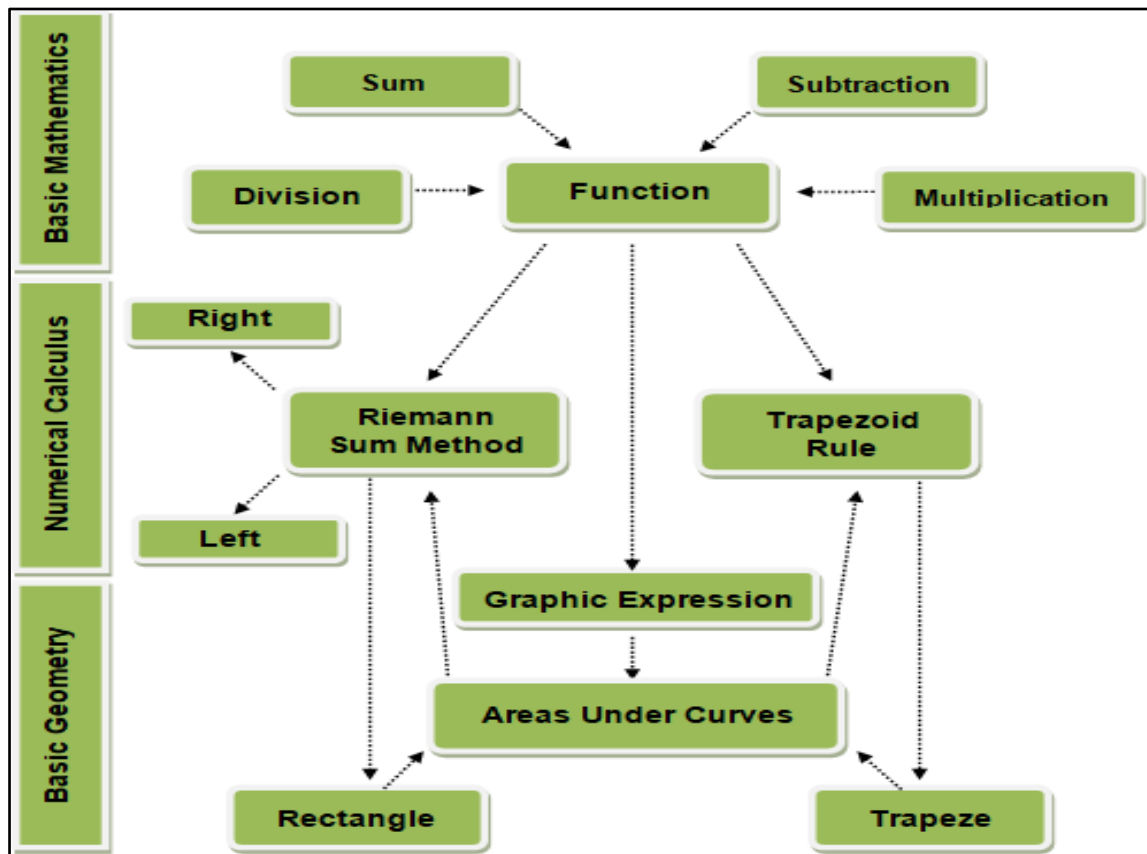 Basic Mathematics
Sum
Subtraction
Division
Function
Multiplication
Numerical Calculus
Right
Riemann
Sum Method
Trapezoid
Rule
Left
Basic Geometry
Graphic Expression
Areas Under Curves
Rectangle
Trapeze